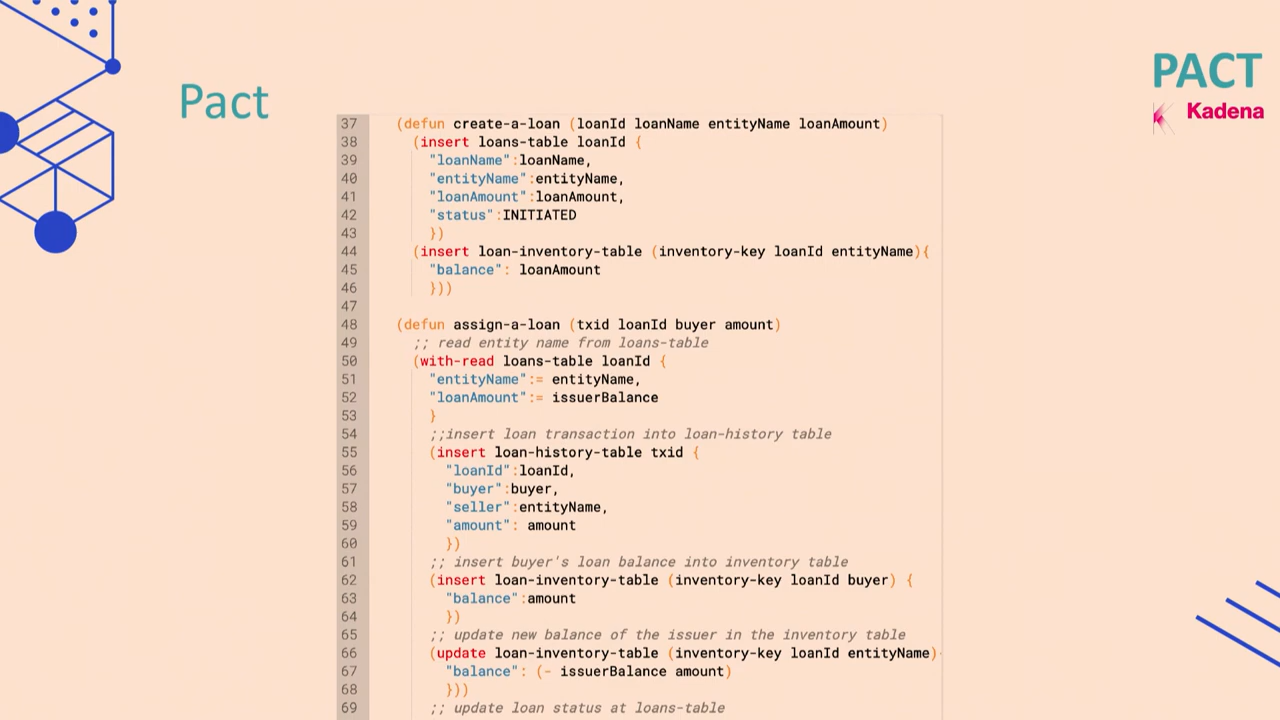 Pact
PACT
Kadena
37 (defun create-a-loan (loanId loanName entityName loanAmount)
38 (insert loans-table loanId {
39 "loanName":loanName,
40 "entityName":entityName,
41 "loanAmount":loanAmount,
42 "status":INITIATED
43 })
44 (insert loan-inventory-table (inventory-key loanId entityName){
45 "balance": loanAmount
46 }))
47
48 (defun assign-a-loan (txid loanId buyer amount)
49 ;; read entity name from loans-table
50 (with-read loans-table loanId {
51 "entityName":= entityName,
52 "loanAmount":= issuerBalance
53 }
54 ;;insert loan transaction into loan-history table
55 (insert loan-history-table txid {
56 "loanId":loanId,
57 "buyer":buyer,
58 "seller":entityName,
59 "amount": amount
60 })
61 ;; insert buyer's loan balance into inventory table
62 (insert loan-inventory-table (inventory-key loanId buyer) {
63 "balance":amount
64 })
65 ;; update new balance of the issuer in the inventory table
66 (update loan-inventory-table (inventory-key loanId entityName)
67 "balance": (- issuerBalance amount)
68 }))
69 ;; update loan status at loans-table